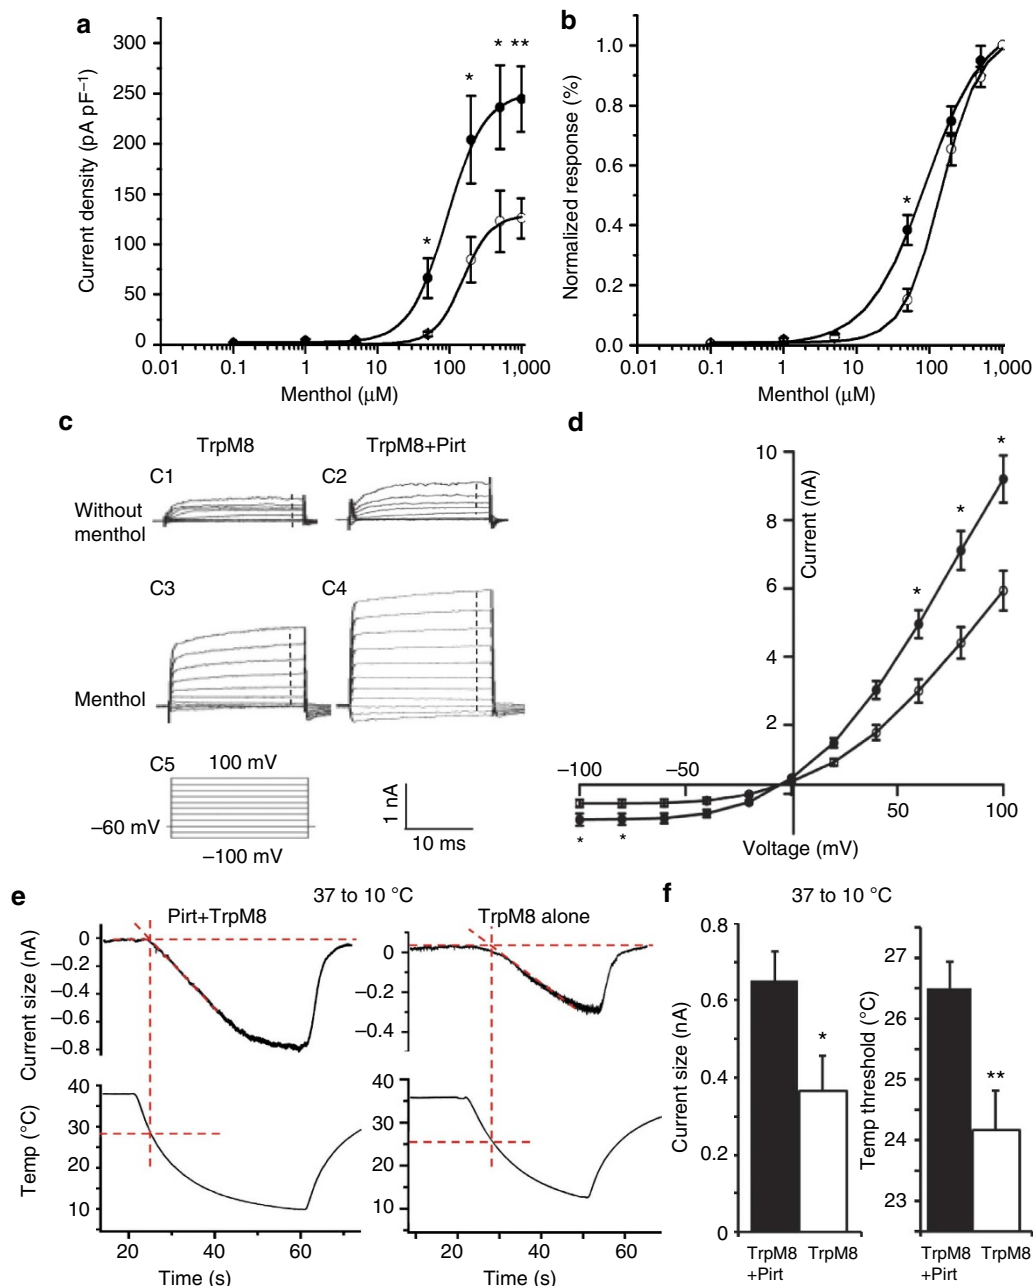 a
Current density (pA pF⁻¹)
300
250
200
150
100
50
0
* * * **
0.01 0.1 1 10 100 1,000
Menthol (μM)
b
Normalized response (%)
1.0
0.8
0.6
0.4
0.2
0.0
*
0.01 0.1 1 10 100 1,000
Menthol (μM)
c
TrpM8 TrpM8+Pirt
C1 C2
Without
menthol
C3 C4
Menthol
C5 100 mV
–60 mV
–100 mV
1 nA
10 ms
d
Current (nA)
10
8
6
4
2
* * *
–100 –50 50 100
* *
Voltage (mV)
e
37 to 10 °C
Pirt+TrpM8 TrpM8 alone
Current size (nA)
0
–0.2
–0.4
–0.6
–0.8
0
–0.2
–0.4
Temp (°C)
40
30
20
10
40
30
20
10
20 40 60
Time (s)
20 40 60
Time (s)
f
37 to 10 °C
Current size (nA)
0.8
0.6
0.4
0.2
0
*
TrpM8
+Pirt
TrpM8
Temp threshold (°C)
27
26
25
24
23
**
TrpM8
+Pirt
TrpM8